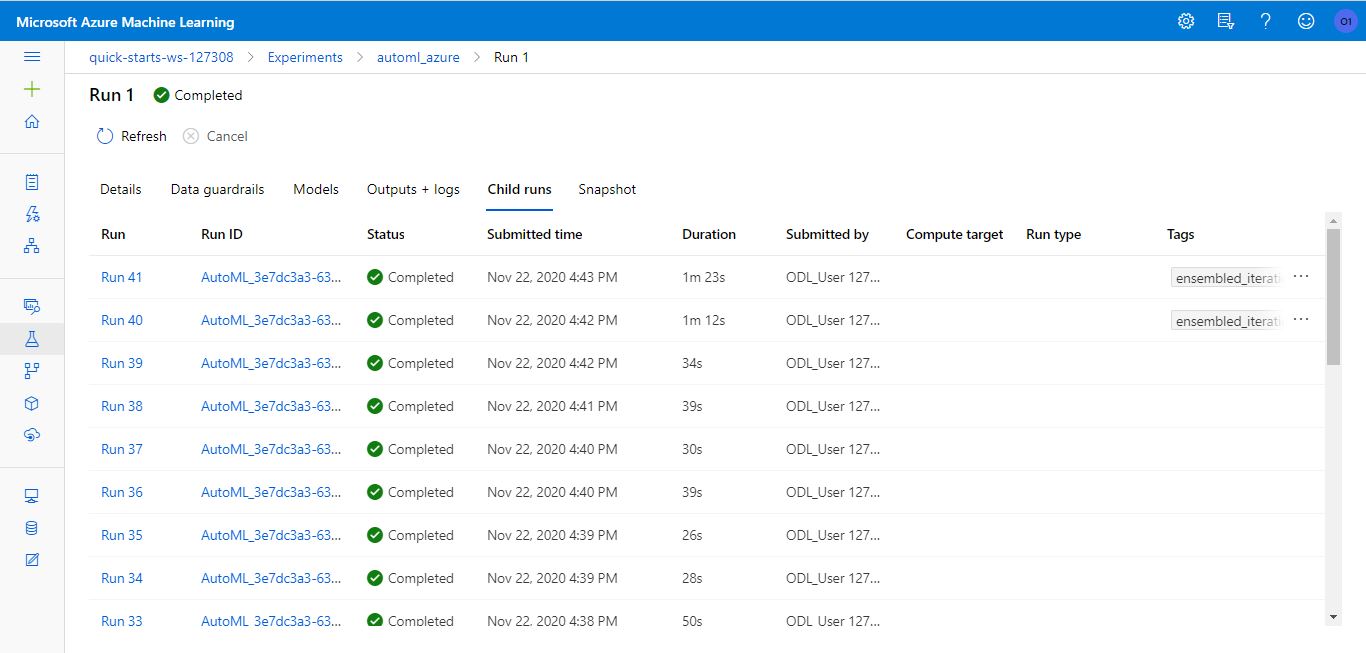 Microsoft Azure Machine Learning
O1
quick-starts-ws-127308 > Experiments > automl_azure > Run 1
Run 1 Completed
Refresh Cancel
Details Data guardrails Models Outputs + logs Child runs Snapshot
Run Run ID Status Submitted time Duration Submitted by Compute target Run type Tags
Run 41 AutoML_3e7dc3a3-63... Completed Nov 22, 2020 4:43 PM 1m 23s ODL_User 127... ensembled_iterati ...
Run 40 AutoML_3e7dc3a3-63... Completed Nov 22, 2020 4:42 PM 1m 12s ODL_User 127... ensembled_iterati ...
Run 39 AutoML_3e7dc3a3-63... Completed Nov 22, 2020 4:42 PM 34s ODL_User 127...
Run 38 AutoML_3e7dc3a3-63... Completed Nov 22, 2020 4:41 PM 39s ODL_User 127...
Run 37 AutoML_3e7dc3a3-63... Completed Nov 22, 2020 4:40 PM 30s ODL_User 127...
Run 36 AutoML_3e7dc3a3-63... Completed Nov 22, 2020 4:40 PM 39s ODL_User 127...
Run 35 AutoML_3e7dc3a3-63... Completed Nov 22, 2020 4:39 PM 26s ODL_User 127...
Run 34 AutoML_3e7dc3a3-63... Completed Nov 22, 2020 4:39 PM 28s ODL_User 127...
Run 33 AutoML_3e7dc3a3-63... Completed Nov 22, 2020 4:38 PM 50s ODL_User 127...